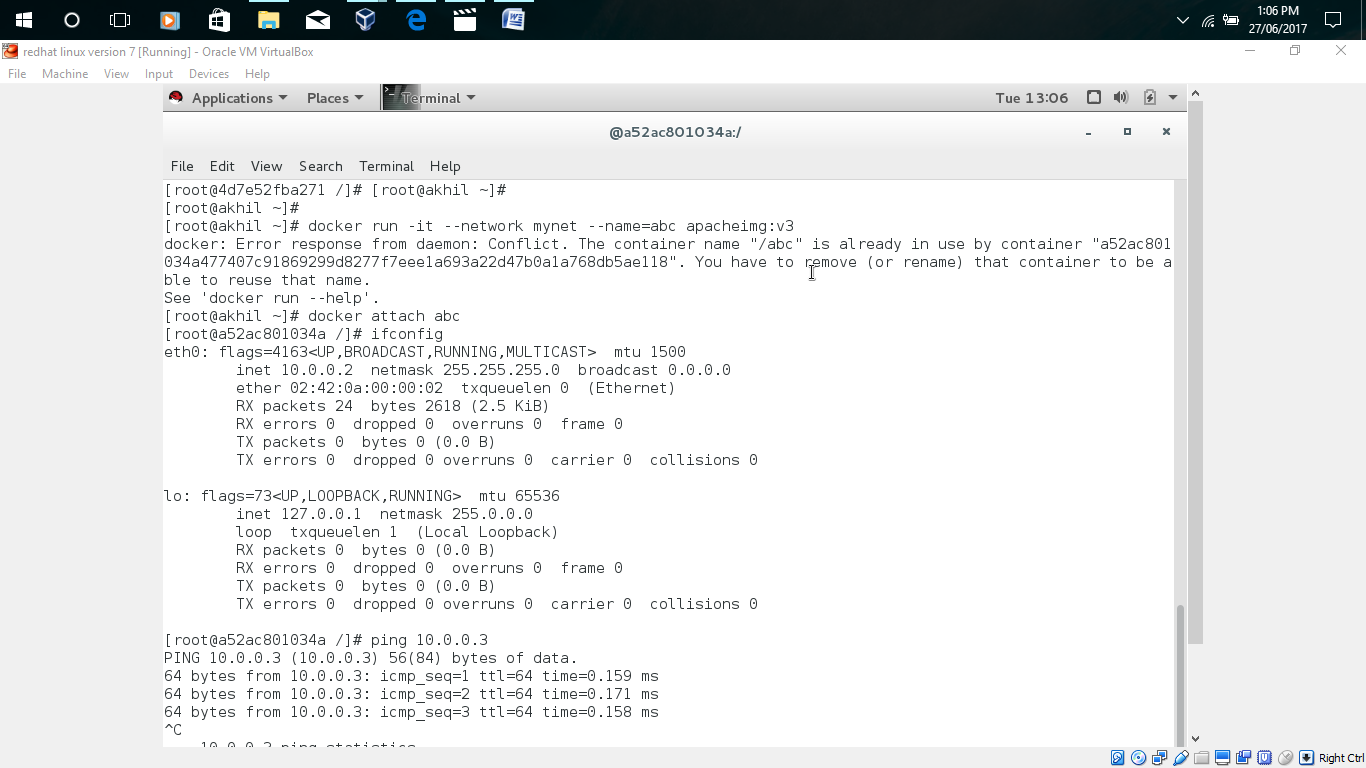 1:06 PM
27/06/2017
redhat linux version 7 [Running] - Oracle VM VirtualBox
File Machine View Input Devices Help
Applications Places Terminal Tue 13:06
@a52ac801034a:/
File Edit View Search Terminal Help
[root@4d7e52fba271 /]# [root@akhil ~]#
[root@akhil ~]#
[root@akhil ~]# docker run -it --network mynet --name=abc apacheimg:v3
docker: Error response from daemon: Conflict. The container name "/abc" is already in use by container "a52ac801
034a477407c91869299d8277f7eee1a693a22d47b0a1a768db5ae118". You have to remove (or rename) that container to be a
ble to reuse that name.
See 'docker run --help'.
[root@akhil ~]# docker attach abc
[root@a52ac801034a /]# ifconfig
eth0: flags=4163<UP,BROADCAST,RUNNING,MULTICAST>  mtu 1500
        inet 10.0.0.2  netmask 255.255.255.0  broadcast 0.0.0.0
        ether 02:42:0a:00:00:02  txqueuelen 0  (Ethernet)
        RX packets 24  bytes 2618 (2.5 KiB)
        RX errors 0  dropped 0  overruns 0  frame 0
        TX packets 0  bytes 0 (0.0 B)
        TX errors 0  dropped 0 overruns 0  carrier 0  collisions 0
lo: flags=73<UP,LOOPBACK,RUNNING>  mtu 65536
        inet 127.0.0.1  netmask 255.0.0.0
        loop  txqueuelen 1  (Local Loopback)
        RX packets 0  bytes 0 (0.0 B)
        RX errors 0  dropped 0  overruns 0  frame 0
        TX packets 0  bytes 0 (0.0 B)
        TX errors 0  dropped 0 overruns 0  carrier 0  collisions 0
[root@a52ac801034a /]# ping 10.0.0.3
PING 10.0.0.3 (10.0.0.3) 56(84) bytes of data.
64 bytes from 10.0.0.3: icmp_seq=1 ttl=64 time=0.159 ms
64 bytes from 10.0.0.3: icmp_seq=2 ttl=64 time=0.171 ms
64 bytes from 10.0.0.3: icmp_seq=3 ttl=64 time=0.158 ms
^C
10.0.0.3 ping statistics
Right Ctrl